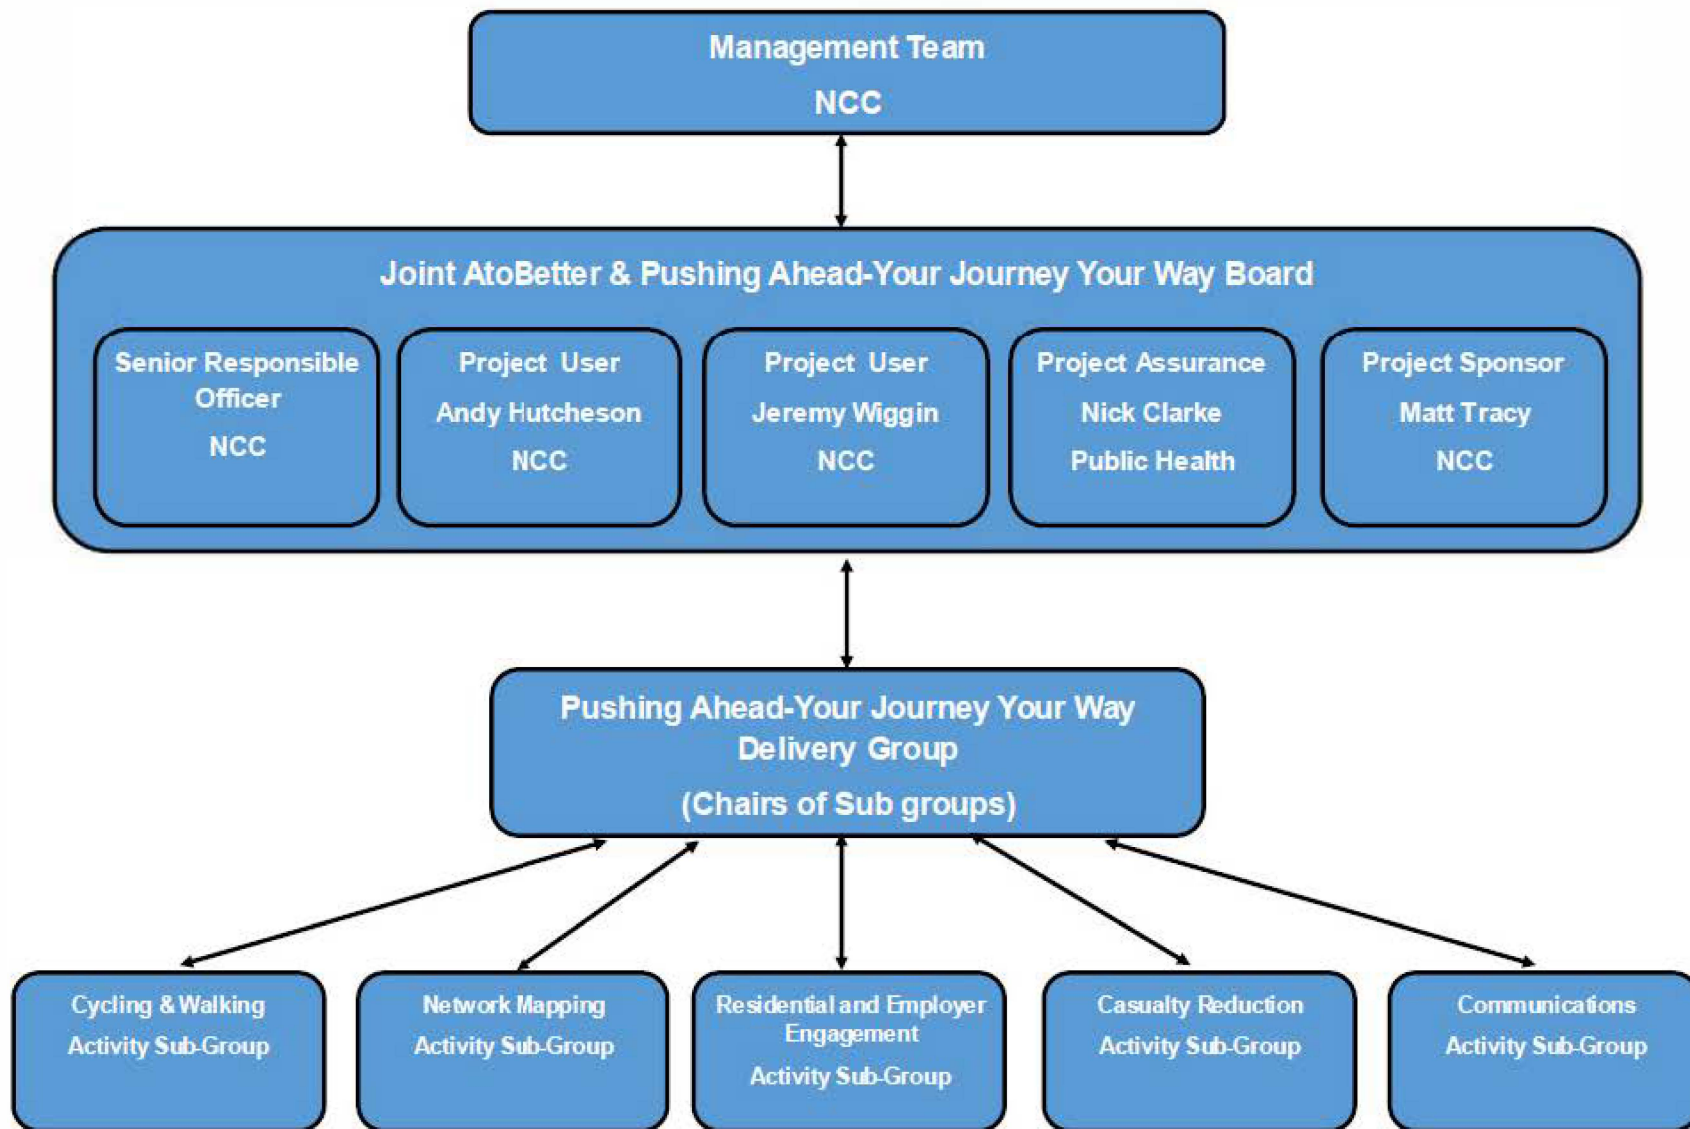 Management Team
NCC
Joint AtoBetter & Pushing Ahead-Your Journey Your Way Board
Senior Responsible
Officer
NCC
Project User
Andy Hutcheson
NCC
Project User
Jeremy Wiggin
NCC
Project Assurance
Nick Clarke
Public Health
Project Sponsor
Matt Tracy
NCC
Pushing Ahead-Your Journey Your Way
Delivery Group
(Chairs of Sub groups)
Cycling & Walking
Activity Sub-Group
Network Mapping
Activity Sub-Group
Residential and Employer
Engagement
Activity Sub-Group
Casualty Reduction
Activity Sub-Group
Communications
Activity Sub-Group